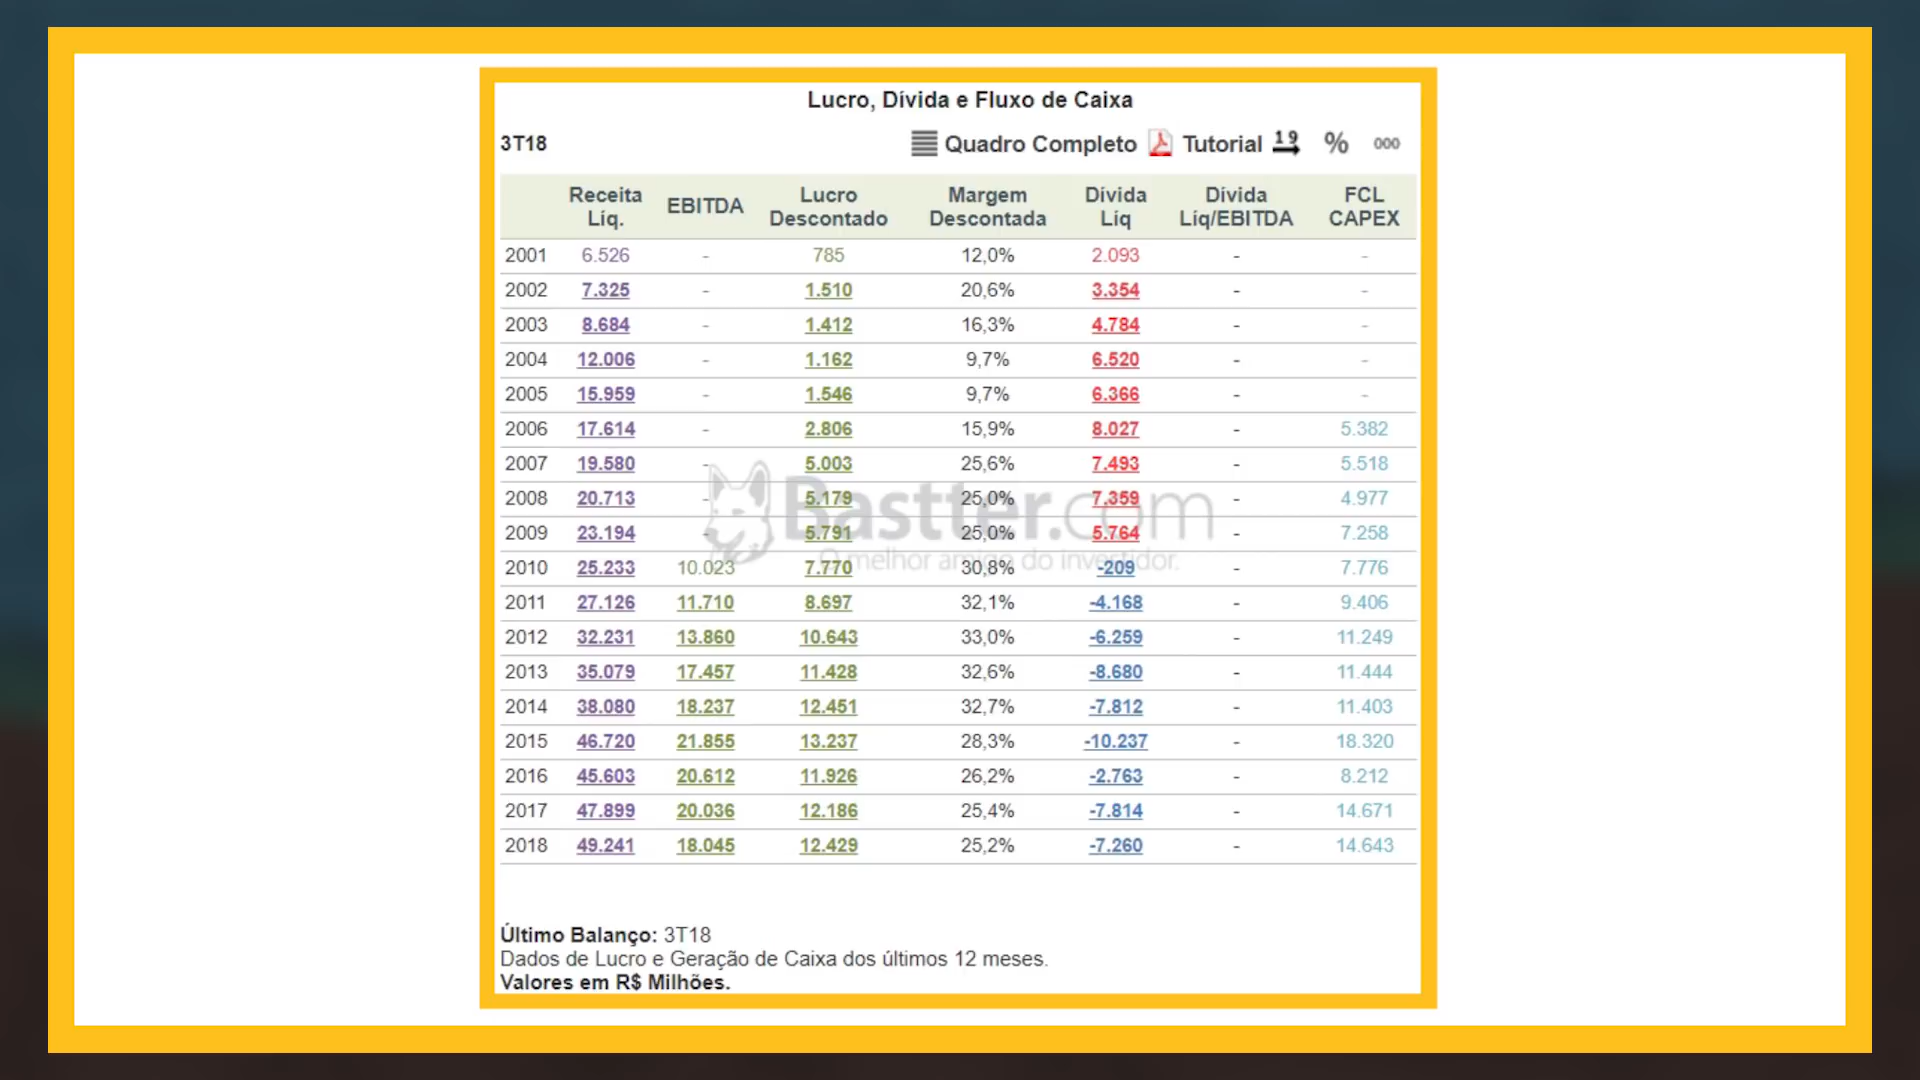 Lucro, Dívida e Fluxo de Caixa
3T18 Quadro Completo Tutorial 19 % 000
Receita Líq. EBITDA Lucro Descontado Margem Descontada Dívida Líq Dívida Líq/EBITDA FCL CAPEX
2001 6.526 - 785 12,0% 2.093 - -
2002 7.325 - 1.510 20,6% 3.354 - -
2003 8.684 - 1.412 16,3% 4.784 - -
2004 12.006 - 1.162 9,7% 6.520 - -
2005 15.959 - 1.546 9,7% 6.366 - -
2006 17.614 - 2.806 15,9% 8.027 - 5.382
2007 19.580 - 5.003 25,6% 7.493 - 5.518
2008 20.713 - 5.179 25,0% 7.359 - 4.977
Bastter.com
2009 23.194 - 5.791 25,0% 5.764 - 7.258
O melhor amigo do investidor.
2010 25.233 10.023 7.770 30,8% -209 - 7.776
2011 27.126 11.710 8.697 32,1% -4.168 - 9.406
2012 32.231 13.860 10.643 33,0% -6.259 - 11.249
2013 35.079 17.457 11.428 32,6% -8.680 - 11.444
2014 38.080 18.237 12.451 32,7% -7.812 - 11.403
2015 46.720 21.855 13.237 28,3% -10.237 - 18.320
2016 45.603 20.612 11.926 26,2% -2.763 - 8.212
2017 47.899 20.036 12.186 25,4% -7.814 - 14.671
2018 49.241 18.045 12.429 25,2% -7.260 - 14.643
Último Balanço: 3T18
Dados de Lucro e Geração de Caixa dos últimos 12 meses.
Valores em R$ Milhões.